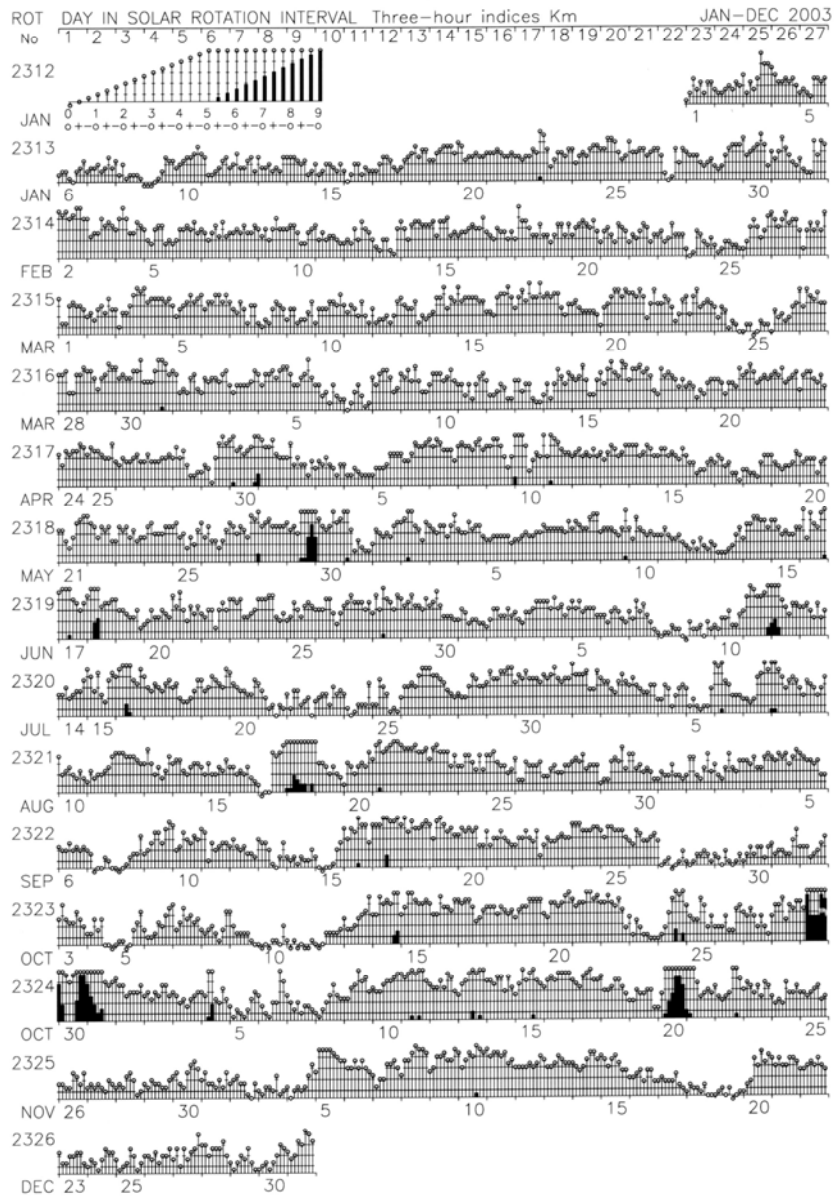 ROT DAY IN SOLAR ROTATION INTERVAL Three-hour indices Km JAN-DEC 2003
No 1 2 3 4 5 6 7 8 9 10 11 12 13 14 15 16 17 18 19 20 21 22 23 24 25 26 27
2312
0 1 2 3 4 5 6 7 8 9 1 5
JAN o+-o+-o+-o+-o+-o+-o+-o+-o+-o
2313
6 10 15 20 25 30
JAN
2314
FEB 2 5 10 15 20 25
2315
MAR 1 5 10 15 20 25
2316
MAR 28 30 5 10 15 20
2317
APR 24 25 30 5 10 15 20
2318
MAY 21 25 30 5 10 15
2319
JUN 17 20 25 30 5 10
2320
JUL 14 15 20 25 30 5
2321
AUG 10 15 20 25 30 5
2322
SEP 6 10 15 20 25 30
2323
OCT 3 5 10 15 20 25
2324
OCT 30 5 10 15 20 25
2325
NOV 26 30 5 10 15 20
2326
DEC 23 25 30